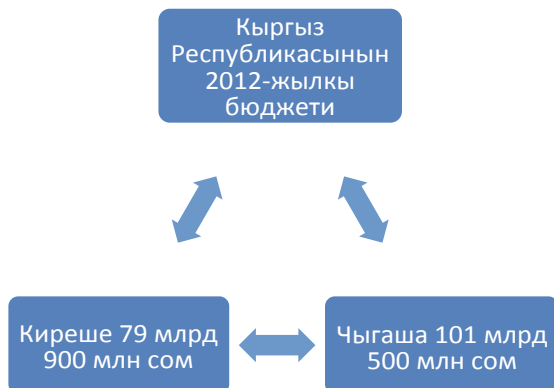 Кыргыз
Республикасынын
2012-жылкы
бюджети
Киреше 79 млрд
900 млн сом
Чыгаша 101 млрд
500 млн сом